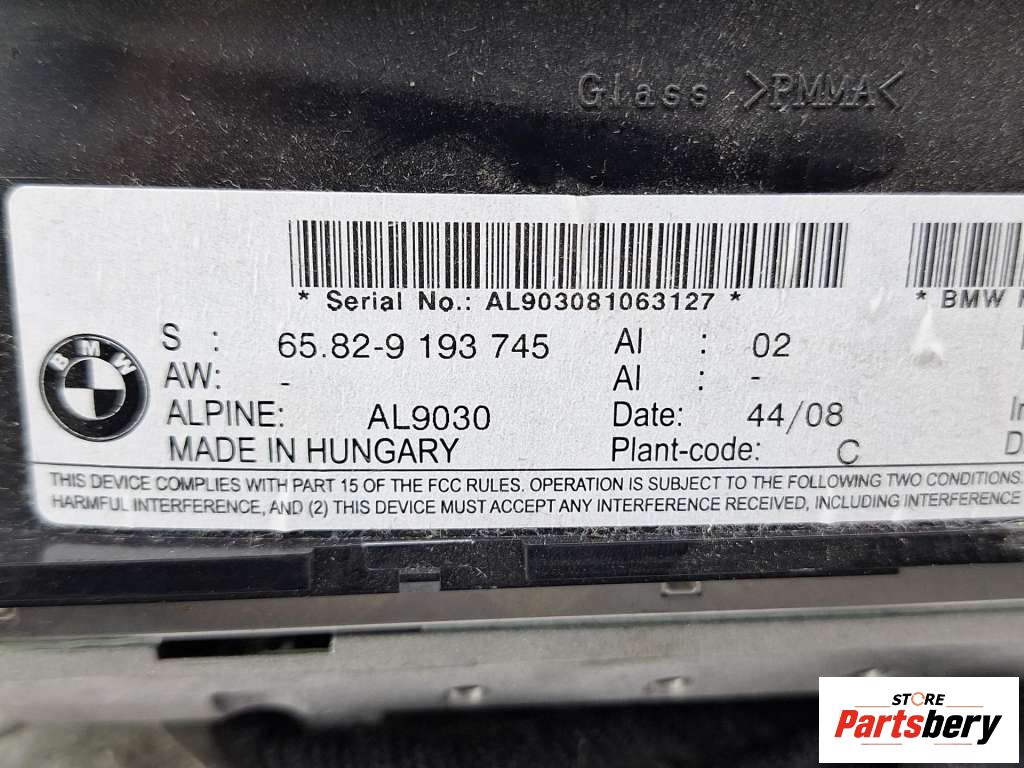 Glass >PMMA<
* Serial No.: AL903081063127 *
* BMW
BMW
S : 65.82-9 193 745 AI : 02
AW: - AI : -
ALPINE: AL9030 Date: 44/08
MADE IN HUNGARY Plant-code: C
THIS DEVICE COMPLIES WITH PART 15 OF THE FCC RULES. OPERATION IS SUBJECT TO THE FOLLOWING TWO CONDITIONS.
HARMFUL INTERFERENCE, AND (2) THIS DEVICE MUST ACCEPT ANY INTERFERENCE RECEIVED, INCLUDING INTERFERENCE
STORE
Partsbery